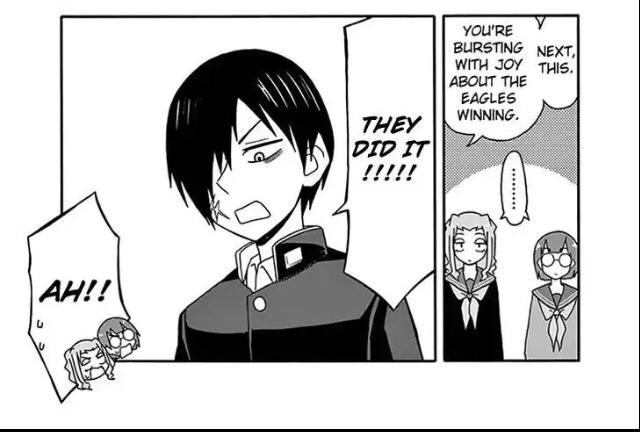 NEXT,
THIS.
YOU'RE
BURSTING
WITH JOY
ABOUT THE
EAGLES
WINNING.
.......
THEY
DID IT
!!!!!
AH!!